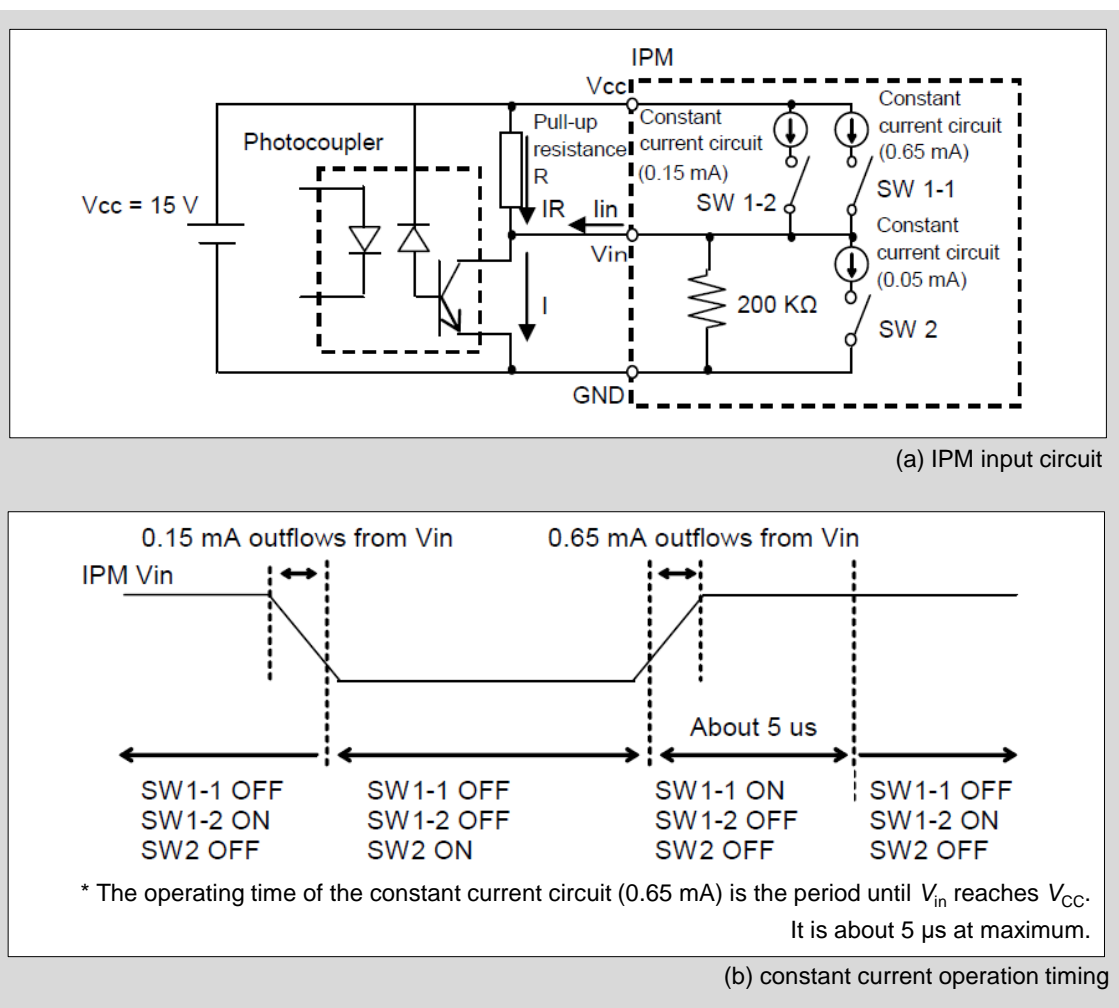 IPM
Vcc
Constant
current circuit
(0.65 mA)
Pull-up
resistance
R
Constant
current circuit
(0.15 mA)
Photocoupler
SW 1-1
SW 1-2
Vcc = 15 V
IR
Iin
Constant
current circuit
(0.05 mA)
Vin
I
200 KΩ
SW 2
GND
(a) IPM input circuit
0.15 mA outflows from Vin
0.65 mA outflows from Vin
IPM Vin
About 5 us
SW1-1 OFF
SW1-2 ON
SW2 OFF
SW1-1 OFF
SW1-2 OFF
SW2 ON
SW1-1 ON
SW1-2 OFF
SW2 OFF
SW1-1 OFF
SW1-2 ON
SW2 OFF
* The operating time of the constant current circuit (0.65 mA) is the period until Vin reaches VCC.
It is about 5 μs at maximum.
(b) constant current operation timing